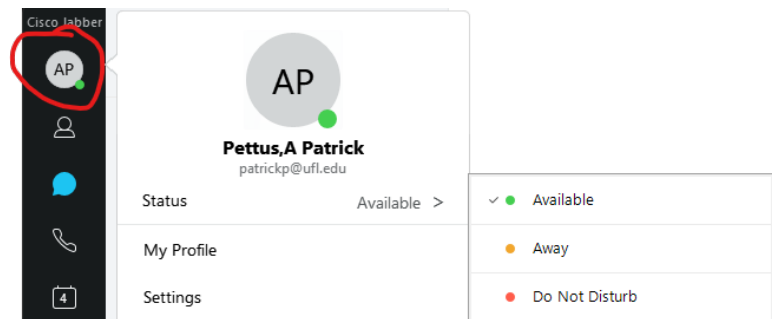 Cisco Jabber
AP
AP
Pettus,A Patrick
patrickp@ufl.edu
Status Available >
Available
My Profile
Away
4
Settings
Do Not Disturb